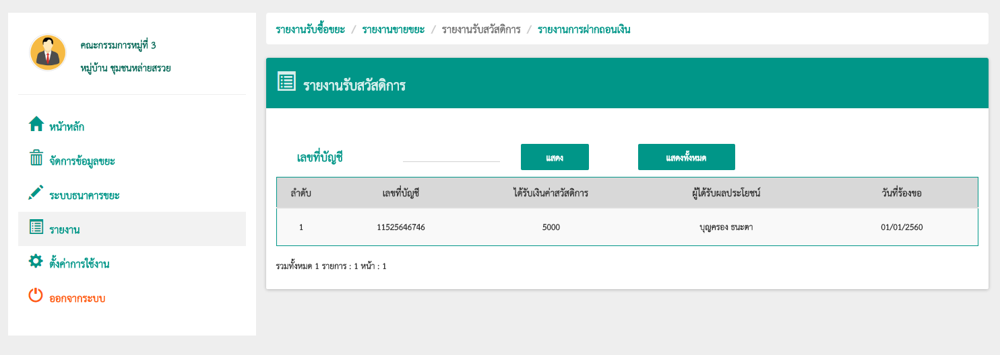 คณะกรรมการหมู่ที่ 3
หมู่บ้าน ชุมชนหล่ายสรวย
หน้าหลัก
จัดการข้อมูลขยะ
ระบบธนาคารขยะ
รายงาน
ตั้งค่าการใช้งาน
ออกจากระบบ
รายงานรับซื้อขยะ / รายงานขายขยะ / รายงานรับสวัสดิการ / รายงานการฝากถอนเงิน
รายงานรับสวัสดิการ
เลขที่บัญชี แสดง แสดงทั้งหมด
ลำดับ เลขที่บัญชี ได้รับเงินค่าสวัสดิการ ผู้ได้รับผลประโยชน์ วันที่ร้องขอ
1 11525646746 5000 บุญครอง ธนะตา 01/01/2560
รวมทั้งหมด 1 รายการ : 1 หน้า : 1